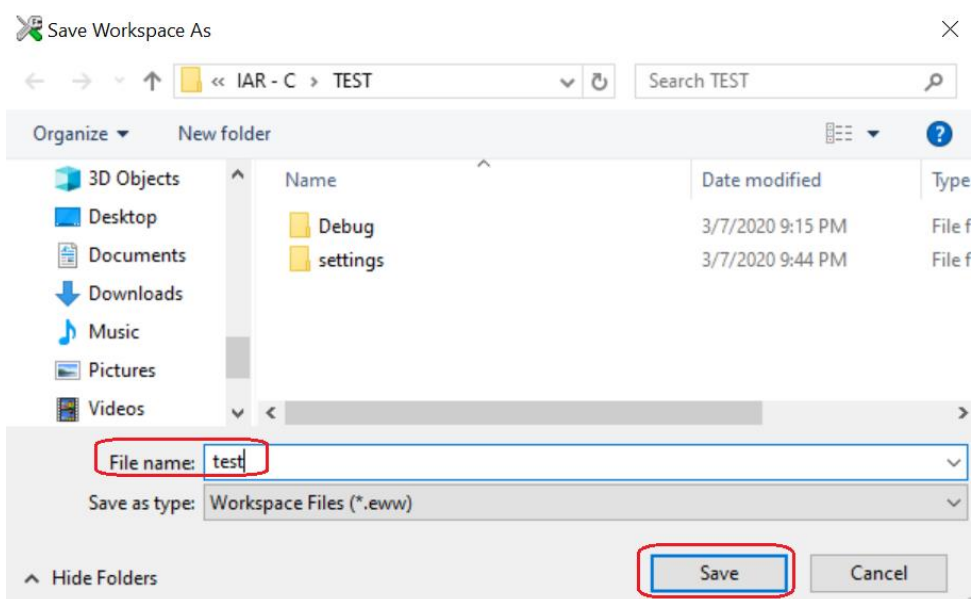 Save Workspace As
« IAR - C › TEST
Search TEST
Organize
New folder
Name
Date modified
Type
3D Objects
Desktop
Documents
Downloads
Music
Pictures
Videos
Debug
3/7/2020 9:15 PM
File f
settings
3/7/2020 9:44 PM
File f
File name: test
Save as type: Workspace Files (*.eww)
Hide Folders
Save
Cancel